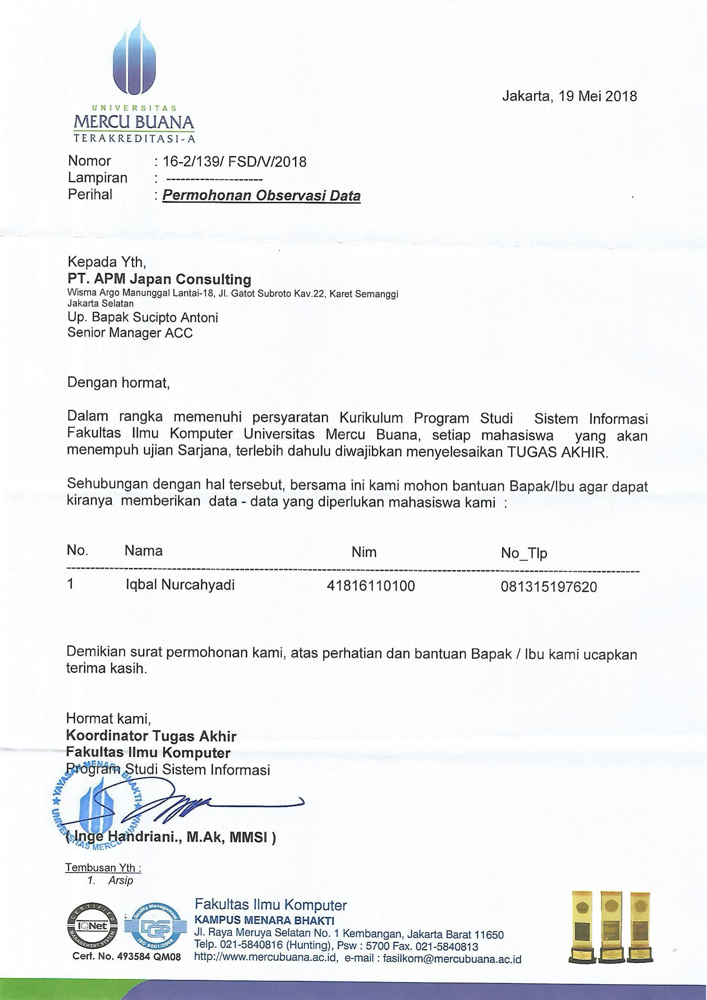 UNIVERSITAS
MERCU BUANA
TERAKREDITASI-A
Jakarta, 19 Mei 2018
Nomor : 16-2/139/ FSD/V/2018
Lampiran : --------------------
Perihal : Permohonan Observasi Data
Kepada Yth,
PT. APM Japan Consulting
Wisma Argo Manunggal Lantai-18, Jl. Gatot Subroto Kav.22, Karet Semanggi
Jakarta Selatan
Up. Bapak Sucipto Antoni
Senior Manager ACC
Dengan hormat,
Dalam rangka memenuhi persyaratan Kurikulum Program Studi Sistem Informasi
Fakultas Ilmu Komputer Universitas Mercu Buana, setiap mahasiswa yang akan
menempuh ujian Sarjana, terlebih dahulu diwajibkan menyelesaikan TUGAS AKHIR.
Sehubungan dengan hal tersebut, bersama ini kami mohon bantuan Bapak/Ibu agar dapat
kiranya memberikan data - data yang diperlukan mahasiswa kami :
No. Nama Nim No_Tlp
1 Iqbal Nurcahyadi 41816110100 081315197620
Demikian surat permohonan kami, atas perhatian dan bantuan Bapak / Ibu kami ucapkan
terima kasih.
Hormat kami,
Koordinator Tugas Akhir
Fakultas Ilmu Komputer
Program Studi Sistem Informasi
YAYASAN MENARA BHAKTI
UNIVERSITAS MERCU BUANA
( Inge Handriani., M.Ak, MMSI )
Tembusan Yth :
1. Arsip
CERTIFIED
IQNet
MANAGEMENT SYSTEM
Quality Management
DQS
ISO 9001:2008
Cert. No. 493584 QM08
Fakultas Ilmu Komputer
KAMPUS MENARA BHAKTI
Jl. Raya Meruya Selatan No. 1 Kembangan, Jakarta Barat 11650
Telp. 021-5840816 (Hunting), Psw : 5700 Fax. 021-5840813
http://www.mercubuana.ac.id, e-mail : fasilkom@mercubuana.ac.id